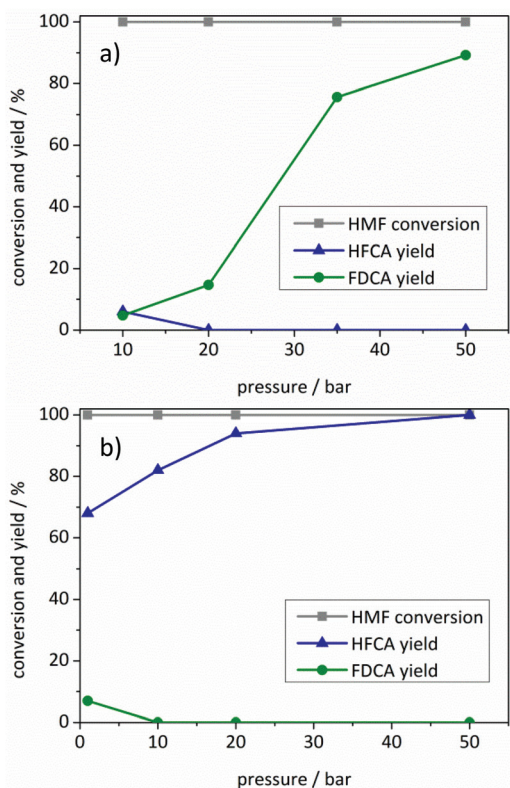 a)
100
80
60
40
20
0
conversion and yield / %
HMF conversion
HFCA yield
FDCA yield
10 20 30 40 50
pressure / bar
b)
100
80
60
40
20
0
conversion and yield / %
HMF conversion
HFCA yield
FDCA yield
0 10 20 30 40 50
pressure / bar